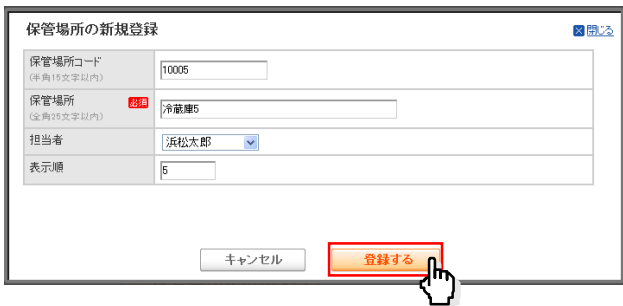 保管場所の新規登録
閉じる
保管場所コード
(半角15文字以内)
10005
保管場所 必須
(全角25文字以内)
冷蔵庫5
担当者
浜松太郎
表示順
5
キャンセル
登録する